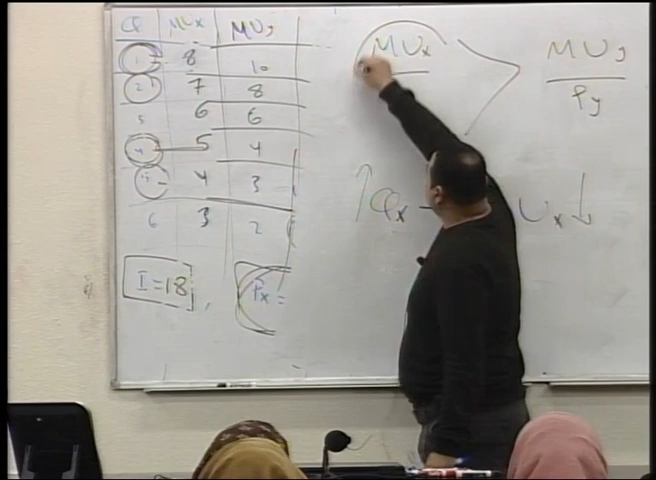 MUx MUy
1 8 10
2 7 8
3 6 6
4 5 4
5 4 3
6 3 2
I=18, Px =
MUx > MUy
Py
↑Qx
Ux↓